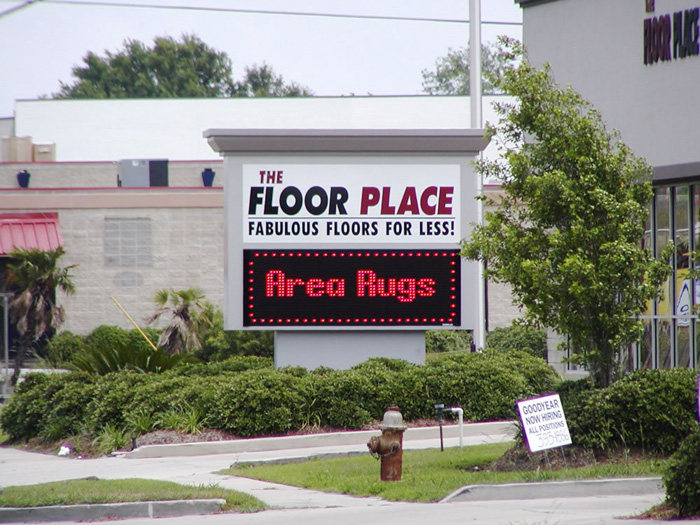 THE
FLOOR PLACE
FABULOUS FLOORS FOR LESS!
Area Rugs
FLOOR PLACE
GOODYEAR
NOW HIRING
ALL POSITIONS